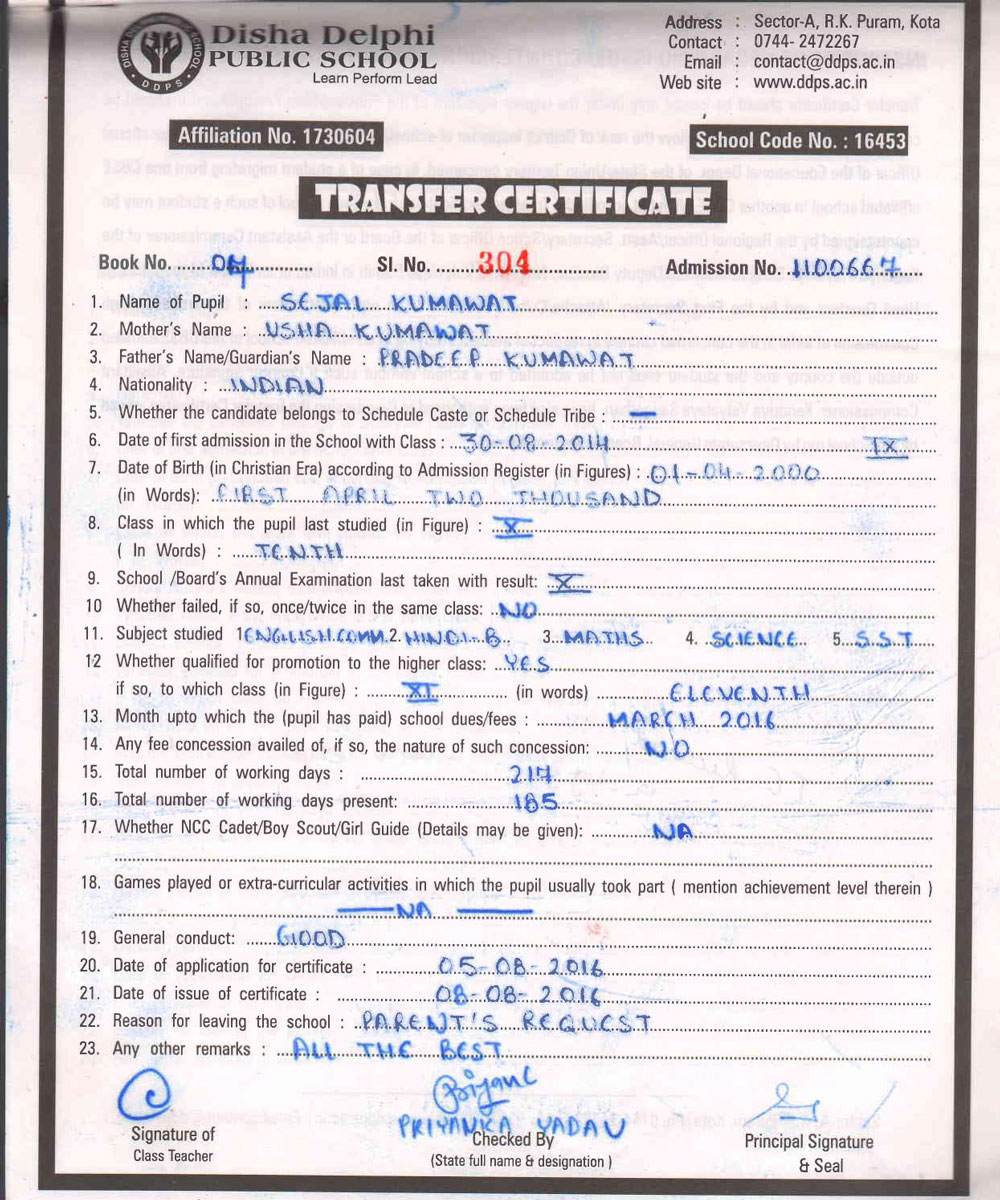 DISHA DELPHI PUBLIC SCHOOL
DDPS
Disha Delphi
PUBLIC SCHOOL
Learn Perform Lead
Address : Sector-A, R.K. Puram, Kota
Contact : 0744- 2472267
Email : contact@ddps.ac.in
Web site : www.ddps.ac.in
Affiliation No. 1730604
School Code No. : 16453
TRANSFER CERTIFICATE
Book No. 04 Sl. No. 304 Admission No. 1100667
1. Name of Pupil : SEJAL KUMAWAT
2. Mother's Name : USHA KUMAWAT
3. Father's Name/Guardian's Name : PRADEEP KUMAWAT
4. Nationality : INDIAN
5. Whether the candidate belongs to Schedule Caste or Schedule Tribe : —
6. Date of first admission in the School with Class : 30-08-2014 IX
7. Date of Birth (in Christian Era) according to Admission Register (in Figures) : 01-04-2000
(in Words): FIRST APRIL TWO THOUSAND
8. Class in which the pupil last studied (in Figure) : X
( In Words) : TENTH
9. School /Board's Annual Examination last taken with result: X
10 Whether failed, if so, once/twice in the same class: NO
11. Subject studied 1 ENGLISH COMM. 2. HINDI-B 3. MATHS 4. SCIENCE 5. S.S.T
12 Whether qualified for promotion to the higher class: YES
if so, to which class (in Figure) : XI (in words) ELEVENTH
13. Month upto which the (pupil has paid) school dues/fees : MARCH 2016
14. Any fee concession availed of, if so, the nature of such concession: NO
15. Total number of working days : 217
16. Total number of working days present: 185
17. Whether NCC Cadet/Boy Scout/Girl Guide (Details may be given): NA
18. Games played or extra-curricular activities in which the pupil usually took part ( mention achievement level therein )
— NA —
19. General conduct: GOOD
20. Date of application for certificate : 05-08-2016
21. Date of issue of certificate : 08-08-2016
22. Reason for leaving the school : PARENT'S REQUEST
23. Any other remarks : ALL THE BEST
PRIYANKA YADAV
Signature of
Class Teacher
Checked By
(State full name & designation )
Principal Signature
& Seal